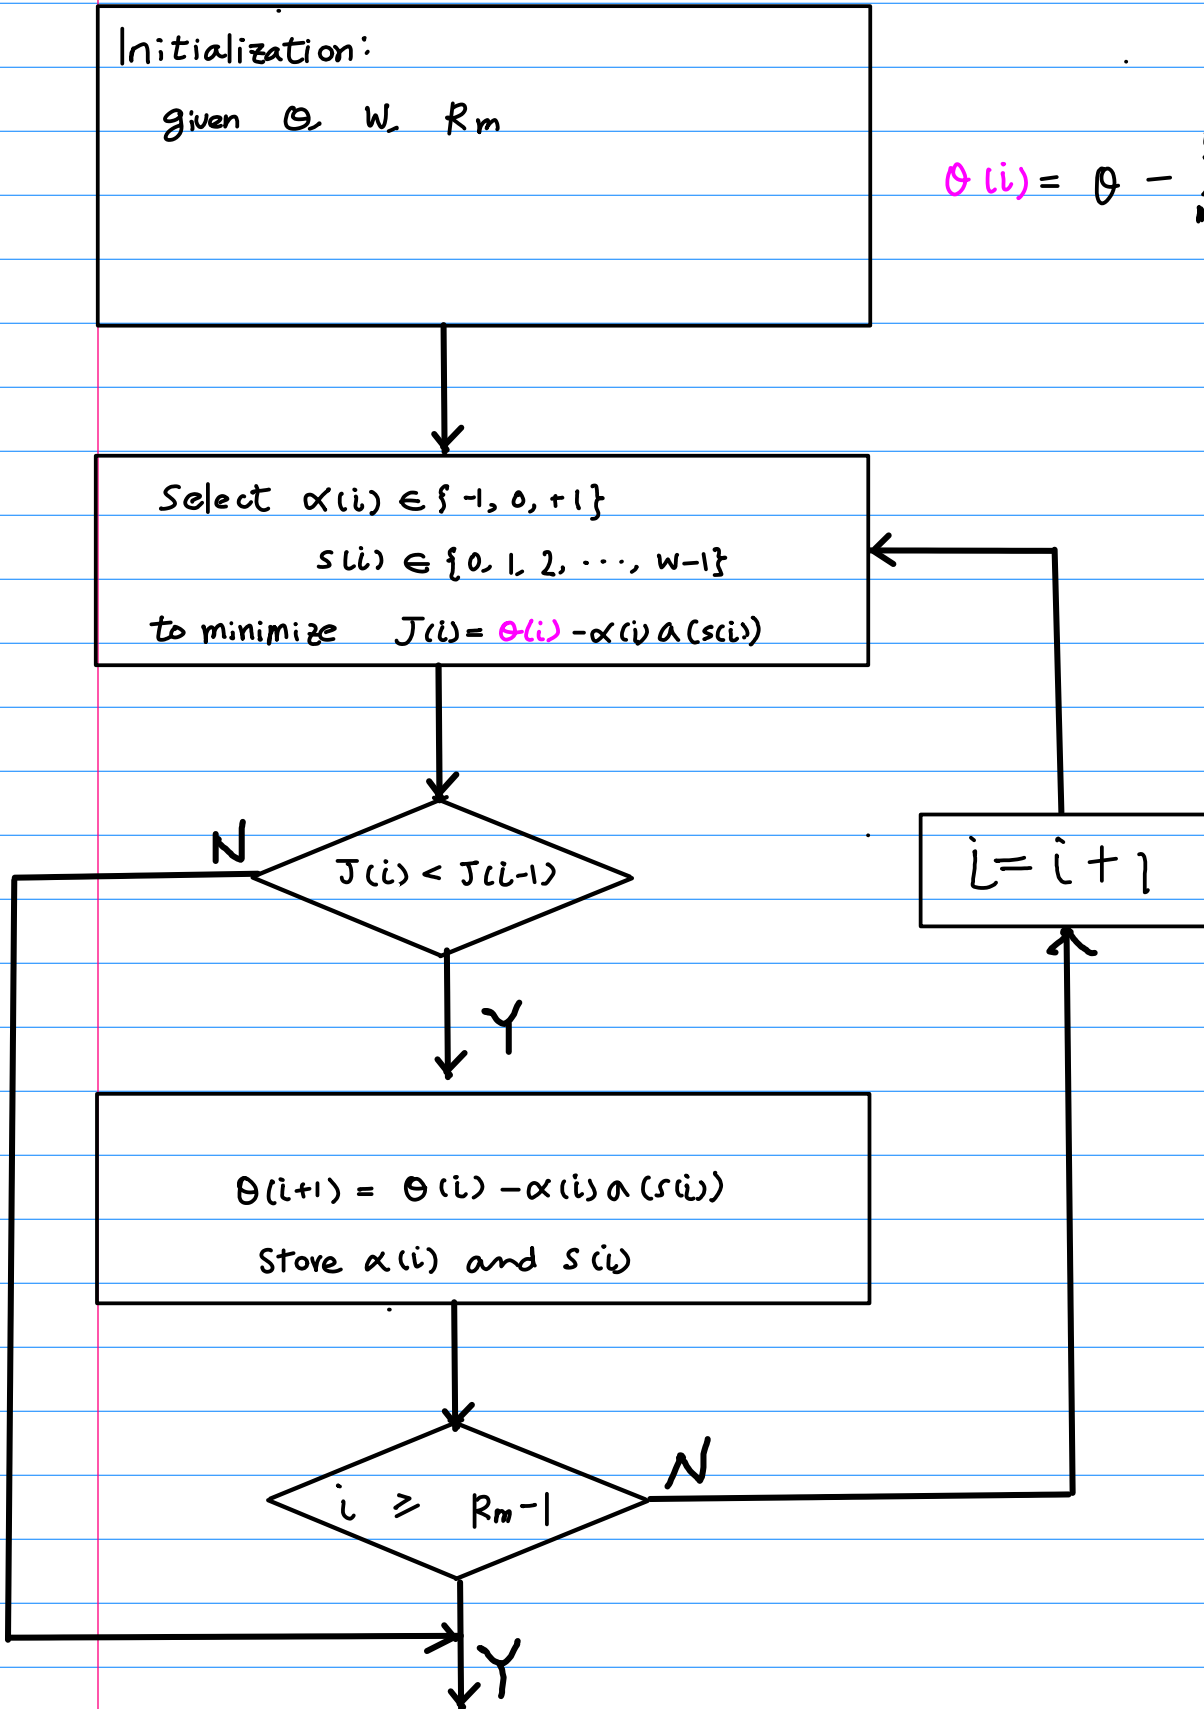 Initialization:
given θ, W, Rm
θ(i) = θ -
Select α(i) ∈ {-1, 0, +1}
s(i) ∈ {0, 1, 2, ..., W-1}
to minimize J(i) = θ(i) - α(i) a(s(i))
N
J(i) < J(i-1)
i = i + 1
Y
θ(i+1) = θ(i) - α(i) a(s(i))
Store α(i) and s(i)
N
i ≥ Rm-1
Y